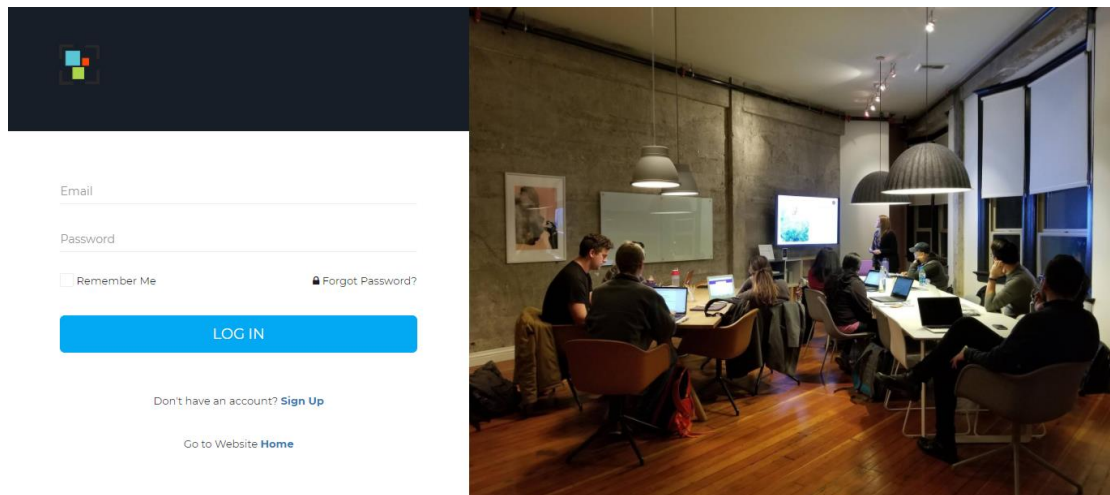 Email
Password
Remember Me Forgot Password?
LOG IN
Don't have an account? Sign Up
Go to Website Home